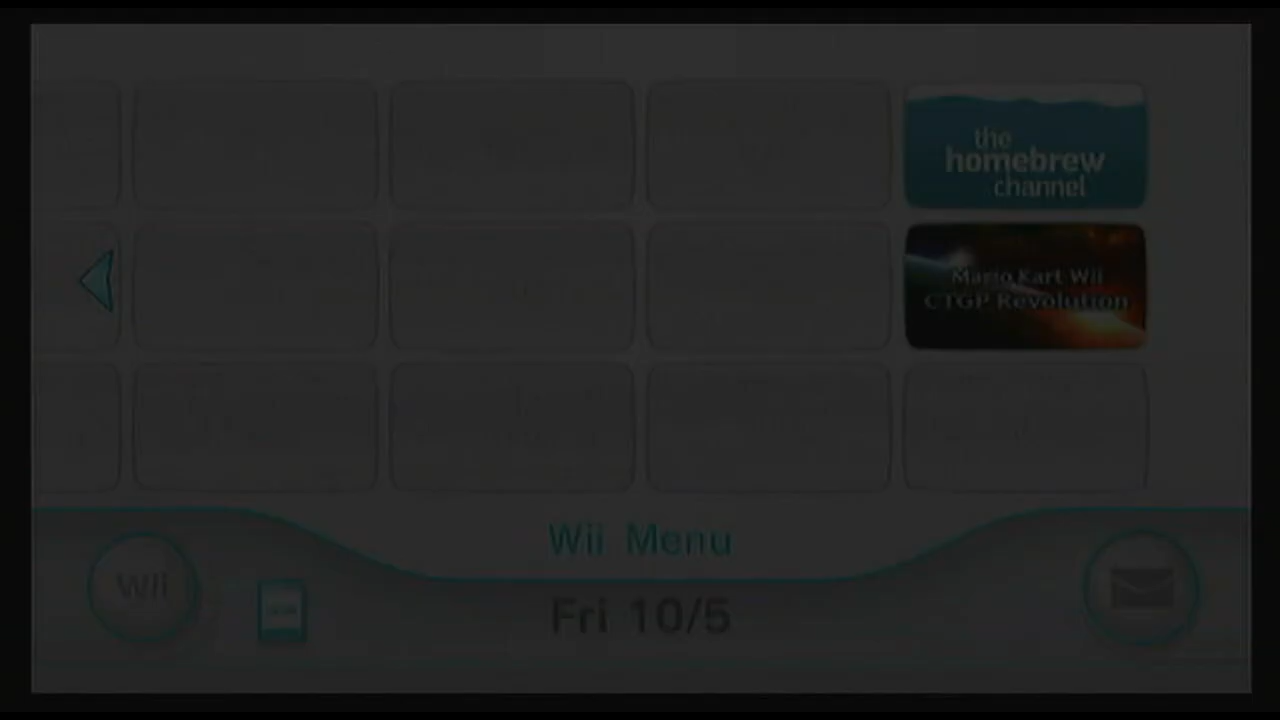 the
homebrew
channel
Mario Kart Wii
CTGP Revolution
Wii Menu
Wii
Fri 10/5